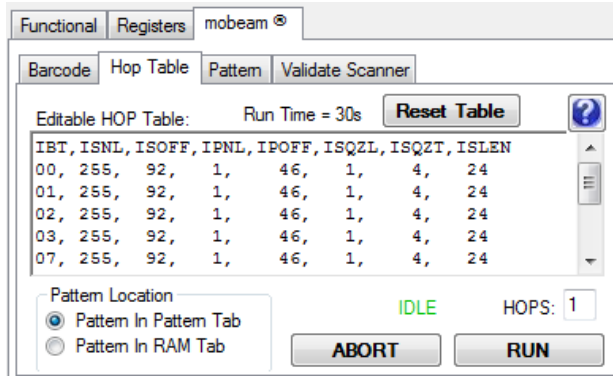 Functional Registers mobeam ®
Barcode Hop Table Pattern Validate Scanner
Editable HOP Table: Run Time = 30s Reset Table ?
IBT,ISNL,ISOFF,IPNL,IPOFF,ISQZL,ISQZT,ISLEN
00, 255, 92, 1, 46, 1, 4, 24
01, 255, 92, 1, 46, 1, 4, 24
02, 255, 92, 1, 46, 1, 4, 24
03, 255, 92, 1, 46, 1, 4, 24
07, 255, 92, 1, 46, 1, 4, 24
Pattern Location
Pattern In Pattern Tab IDLE HOPS: 1
Pattern In RAM Tab ABORT RUN